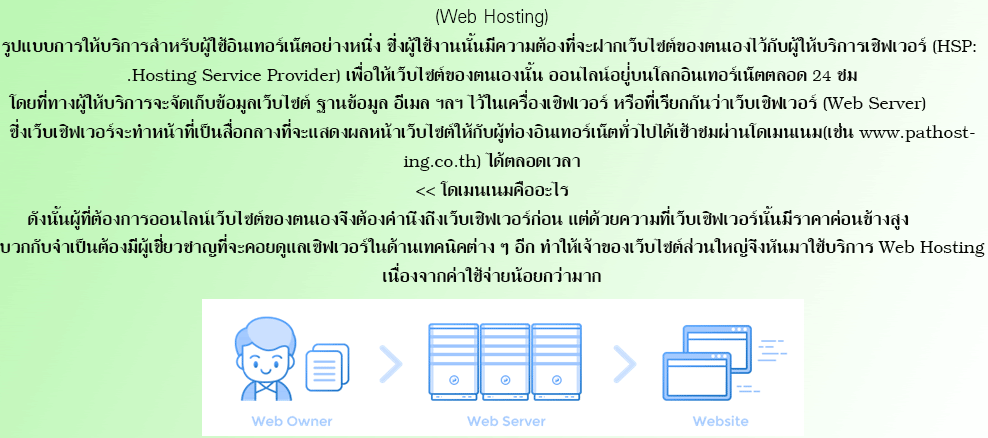 (Web Hosting)
รูปแบบการให้บริการสำหรับผู้ใช้อินเทอร์เน็ตอย่างหนึ่ง ซึ่งผู้ใช้งานนั้นมีความต้องที่จะฝากเว็บไซต์ของตนเองไว้กับผู้ให้บริการเซิฟเวอร์ (HSP:
.Hosting Service Provider) เพื่อให้เว็บไซต์ของตนเองนั้น ออนไลน์อยู่บนโลกอินเทอร์เน็ตตลอด 24 ชม
โดยที่ทางผู้ให้บริการจะจัดเก็บข้อมูลเว็บไซต์ ฐานข้อมูล อีเมล ฯลฯ ไว้ในเครื่องเซิฟเวอร์ หรือที่เรียกกันว่าเว็บเซิฟเวอร์ (Web Server)
ซึ่งเว็บเซิฟเวอร์จะทำหน้าที่เป็นสื่อกลางที่จะแสดงผลหน้าเว็บไซต์ให้กับผู้ท่องอินเทอร์เน็ตทั่วไปได้เข้าชมผ่านโดเมนเนม(เช่น www.pathost-
ing.co.th) ได้ตลอดเวลา
<< โดเมนเนมคืออะไร
ดังนั้นผู้ที่ต้องการออนไลน์เว็บไซต์ของตนเองจึงต้องคำนึงถึงเว็บเซิฟเวอร์ก่อน แต่ด้วยความที่เว็บเซิฟเวอร์นั้นมีราคาค่อนข้างสูง
บวกกับจำเป็นต้องมีผู้เชี่ยวชาญที่จะคอยดูแลเซิฟเวอร์ในด้านเทคนิคต่าง ๆ อีก ทำให้เจ้าของเว็บไซต์ส่วนใหญ่จึงหันมาใช้บริการ Web Hosting
เนื่องจากค่าใช้จ่ายน้อยกว่ามาก
Web Owner
Web Server
Website